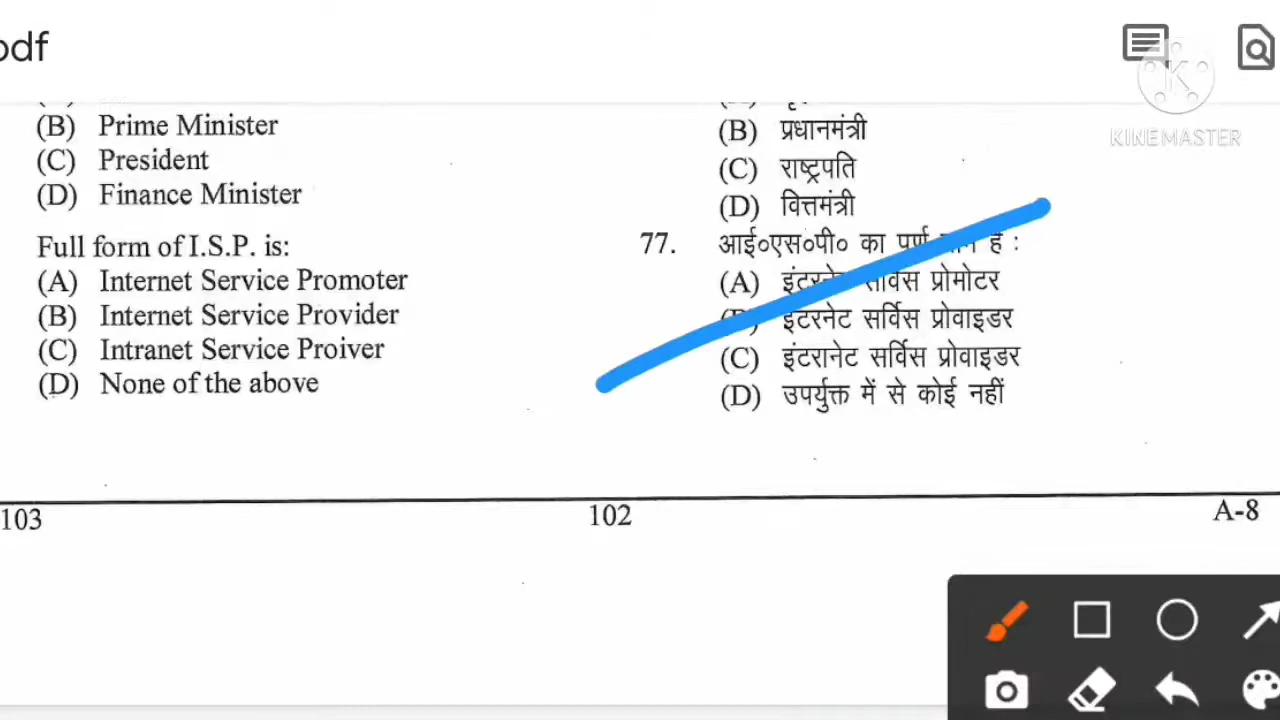 pdf
KINEMASTER
(B) Prime Minister
(C) President
(D) Finance Minister
Full form of I.S.P. is:
(A) Internet Service Promoter
(B) Internet Service Provider
(C) Intranet Service Proiver
(D) None of the above
(B) प्रधानमंत्री
(C) राष्ट्रपति
(D) वित्तमंत्री
77. आई०एस०पी० का पूर्ण नाम है :
(A) इंटरनेट सर्विस प्रोमोटर
(B) इंटरनेट सर्विस प्रोवाइडर
(C) इंटरानेट सर्विस प्रोवाइडर
(D) उपर्युक्त में से कोई नहीं
103
102
A-8